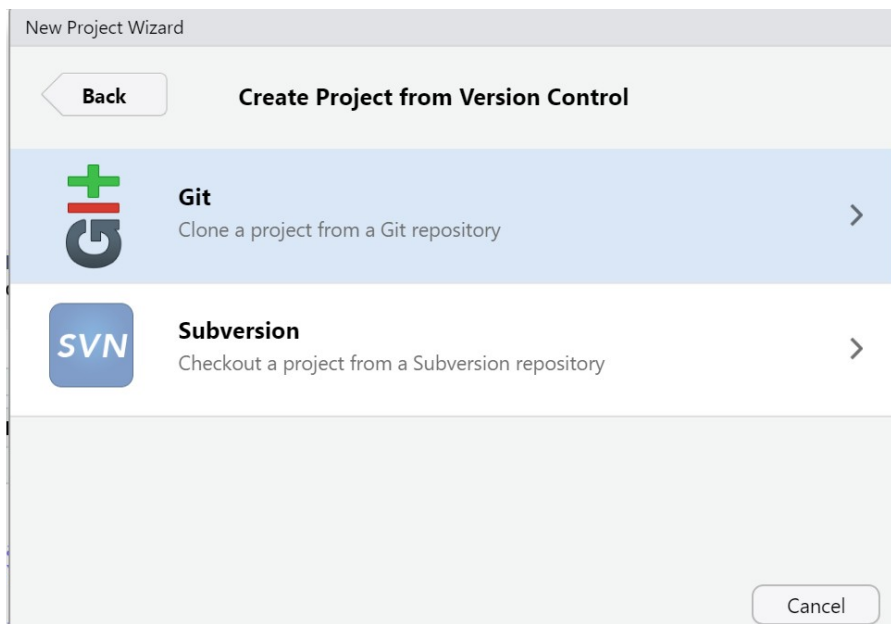 New Project Wizard
Back
Create Project from Version Control
Git
Git
Clone a project from a Git repository
SVN
Subversion
Checkout a project from a Subversion repository
Cancel